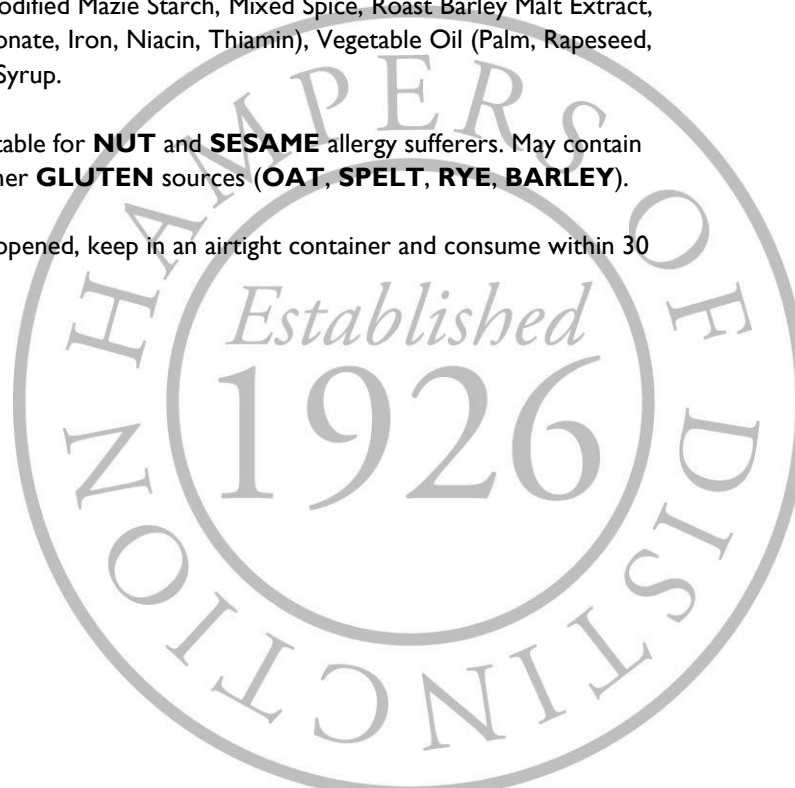 odified Mazie Starch, Mixed Spice, Roast Barley Malt Extract,
onate, Iron, Niacin, Thiamin), Vegetable Oil (Palm, Rapeseed,
Syrup.
table for NUT and SESAME allergy sufferers. May contain
ner GLUTEN sources (OAT, SPELT, RYE, BARLEY).
opened, keep in an airtight container and consume within 30
HAMPERS OF DISTINCTION
Established
1926